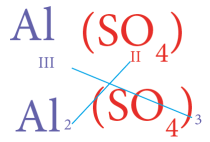 Al (SO₄)
III II
Al₂ (SO₄)₃